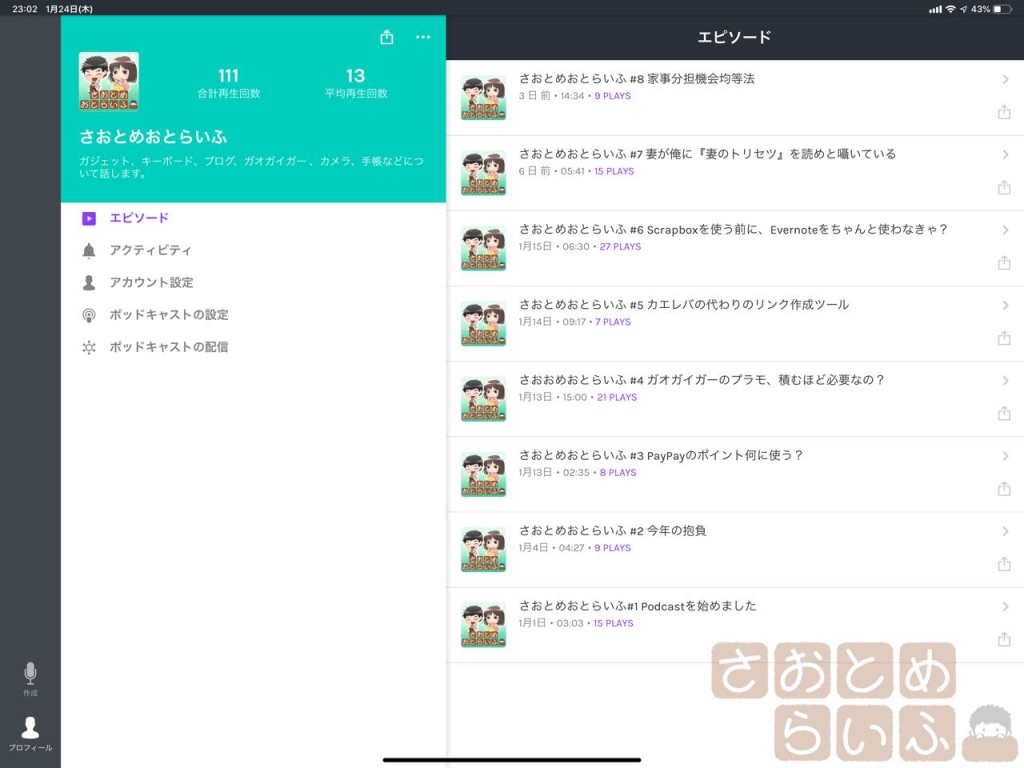 23:02 1月24日(木)
43%
111
合計再生回数
13
平均再生回数
さおとめ
おとらいふ
さおとめおとらいふ
ガジェット、キーボード、ブログ、ガオガイガー 、カメラ、手帳などにつ
いて話します。
エピソード
アクティビティ
アカウント設定
ポッドキャストの設定
ポッドキャストの配信
作成
プロフィール
エピソード
さおとめおとらいふ #8 家事分担機会均等法
3 日 前 • 14:34 • 9 PLAYS
さおとめおとらいふ #7 妻が俺に『妻のトリセツ』を読めと囁いている
6 日 前 • 05:41 • 15 PLAYS
さおとめおとらいふ #6 Scrapboxを使う前に、Evernoteをちゃんと使わなきゃ？
1月15日 • 06:30 • 27 PLAYS
さおとめおとらいふ #5 カエレバの代わりのリンク作成ツール
1月14日 • 09:17 • 7 PLAYS
さおおめおとらいふ #4 ガオガイガーのプラモ、積むほど必要なの？
1月13日 • 15:00 • 21 PLAYS
さおとめおとらいふ #3 PayPayのポイント何に使う？
1月13日 • 02:35 • 8 PLAYS
さおとめおとらいふ #2 今年の抱負
1月4日 • 04:27 • 9 PLAYS
さおとめおとらいふ#1 Podcastを始めました
1月1日 • 03:03 • 15 PLAYS
さおとめ
らいふ